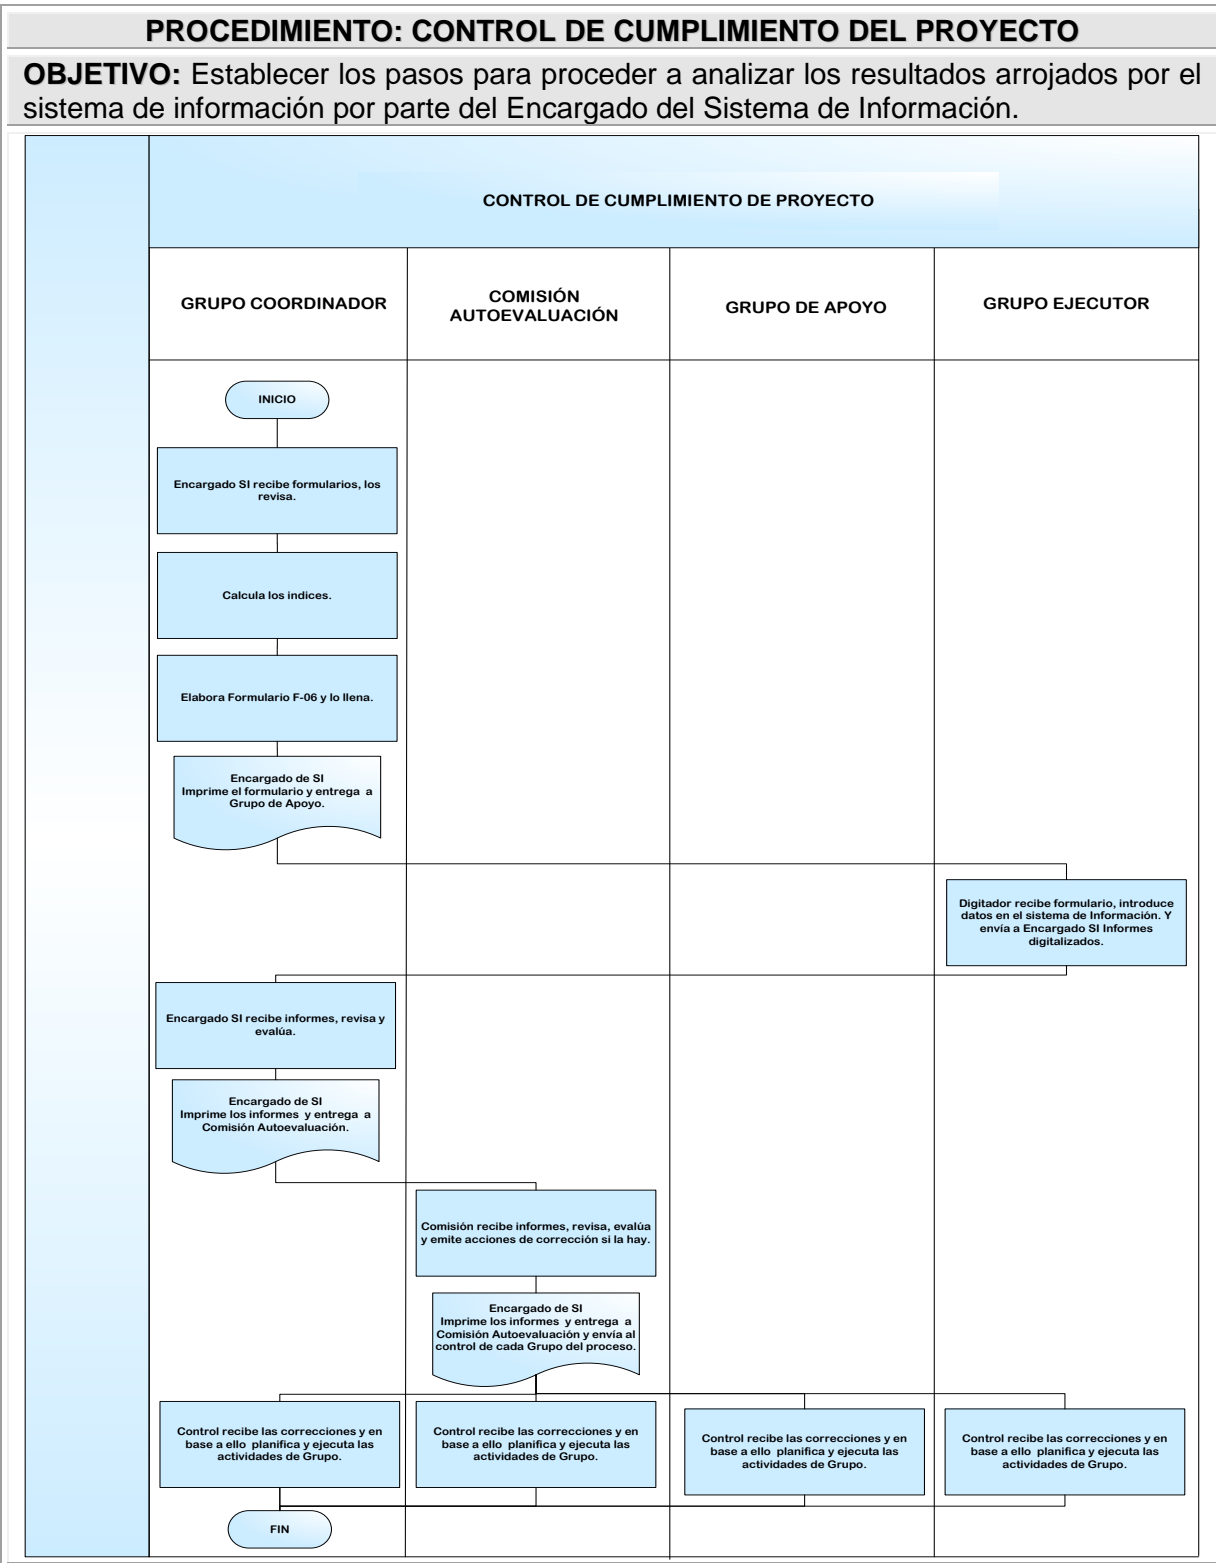 PROCEDIMIENTO: CONTROL DE CUMPLIMIENTO DEL PROYECTO
OBJETIVO: Establecer los pasos para proceder a analizar los resultados arrojados por el
sistema de información por parte del Encargado del Sistema de Información.
CONTROL DE CUMPLIMIENTO DE PROYECTO
GRUPO COORDINADOR
COMISIÓN
AUTOEVALUACIÓN
GRUPO DE APOYO
GRUPO EJECUTOR
INICIO
Encargado SI recibe formularios, los
revisa.
Calcula los indices.
Elabora Formulario F-06 y lo llena.
Encargado de SI
Imprime el formulario y entrega a
Grupo de Apoyo.
Digitador recibe formulario, introduce
datos en el sistema de Información. Y
envía a Encargado SI Informes
digitalizados.
Encargado SI recibe informes, revisa y
evalúa.
Encargado de SI
Imprime los informes y entrega a
Comisión Autoevaluación.
Comisión recibe informes, revisa, evalúa
y emite acciones de corrección si la hay.
Encargado de SI
Imprime los informes y entrega a
Comisión Autoevaluación y envía al
control de cada Grupo del proceso.
Control recibe las correcciones y en
base a ello planifica y ejecuta las
actividades de Grupo.
Control recibe las correcciones y en
base a ello planifica y ejecuta las
actividades de Grupo.
Control recibe las correcciones y en
base a ello planifica y ejecuta las
actividades de Grupo.
Control recibe las correcciones y en
base a ello planifica y ejecuta las
actividades de Grupo.
FIN